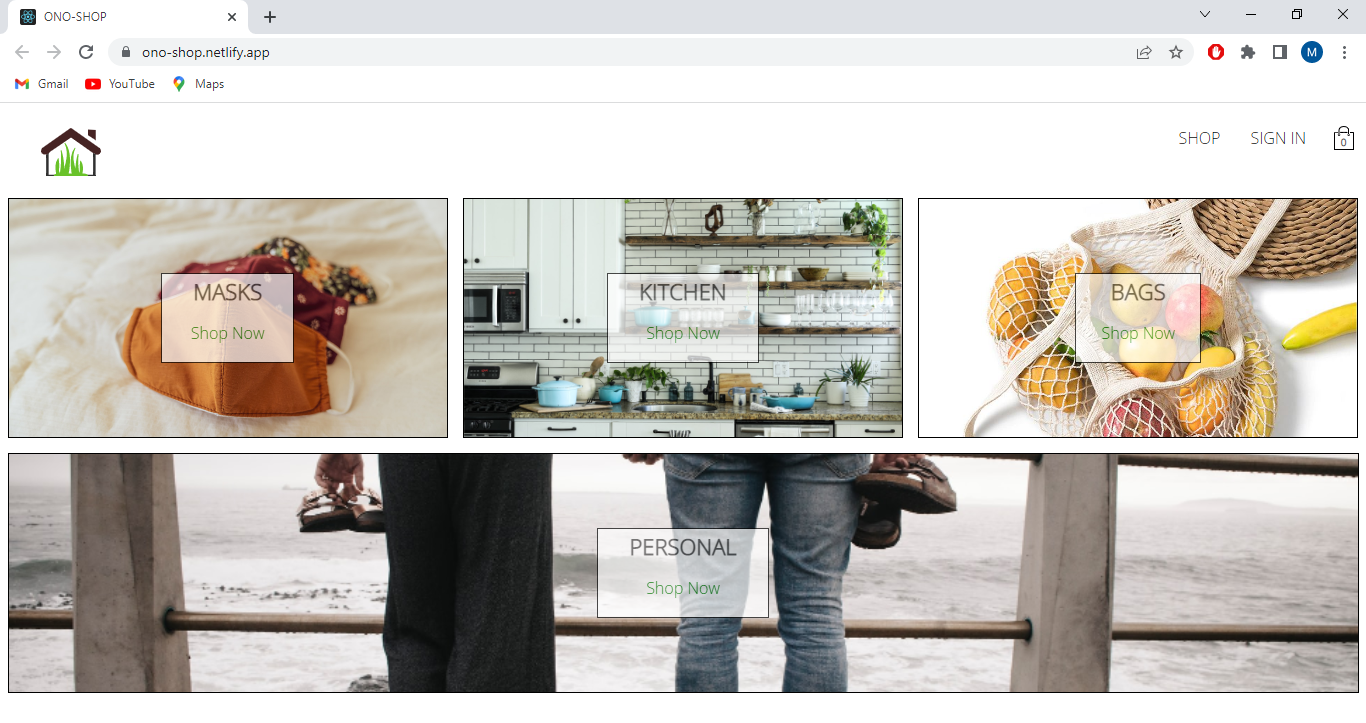 ONO-SHOP
ono-shop.netlify.app
M
Gmail YouTube Maps
SHOP SIGN IN 0
MASKS
Shop Now
KITCHEN
Shop Now
BAGS
Shop Now
PERSONAL
Shop Now